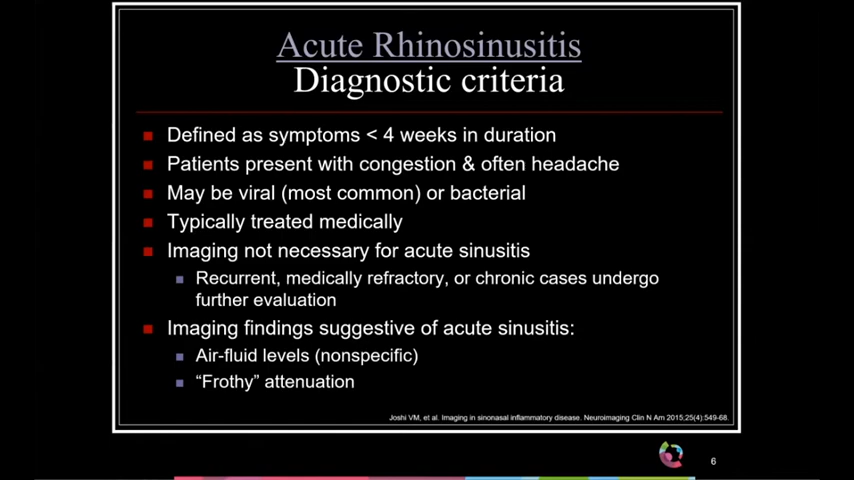 Acute Rhinosinusitis
Diagnostic criteria
Defined as symptoms < 4 weeks in duration
Patients present with congestion & often headache
May be viral (most common) or bacterial
Typically treated medically
Imaging not necessary for acute sinusitis
Recurrent, medically refractory, or chronic cases undergo
further evaluation
Imaging findings suggestive of acute sinusitis:
Air-fluid levels (nonspecific)
“Frothy” attenuation
Joshi VM, et al. Imaging in sinonasal inflammatory disease. Neuroimaging Clin N Am 2015;25(4):549-68.
6